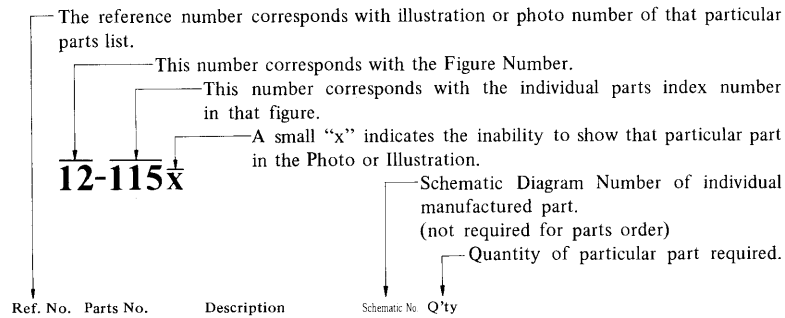 The reference number corresponds with illustration or photo number of that particular
parts list.
This number corresponds with the Figure Number.
This number corresponds with the individual parts index number
in that figure.
A small “x” indicates the inability to show that particular part
in the Photo or Illustration.
12-115x
Schematic Diagram Number of individual
manufactured part.
(not required for parts order)
Quantity of particular part required.
Ref. No. Parts No. Description Schematic No. Q'ty